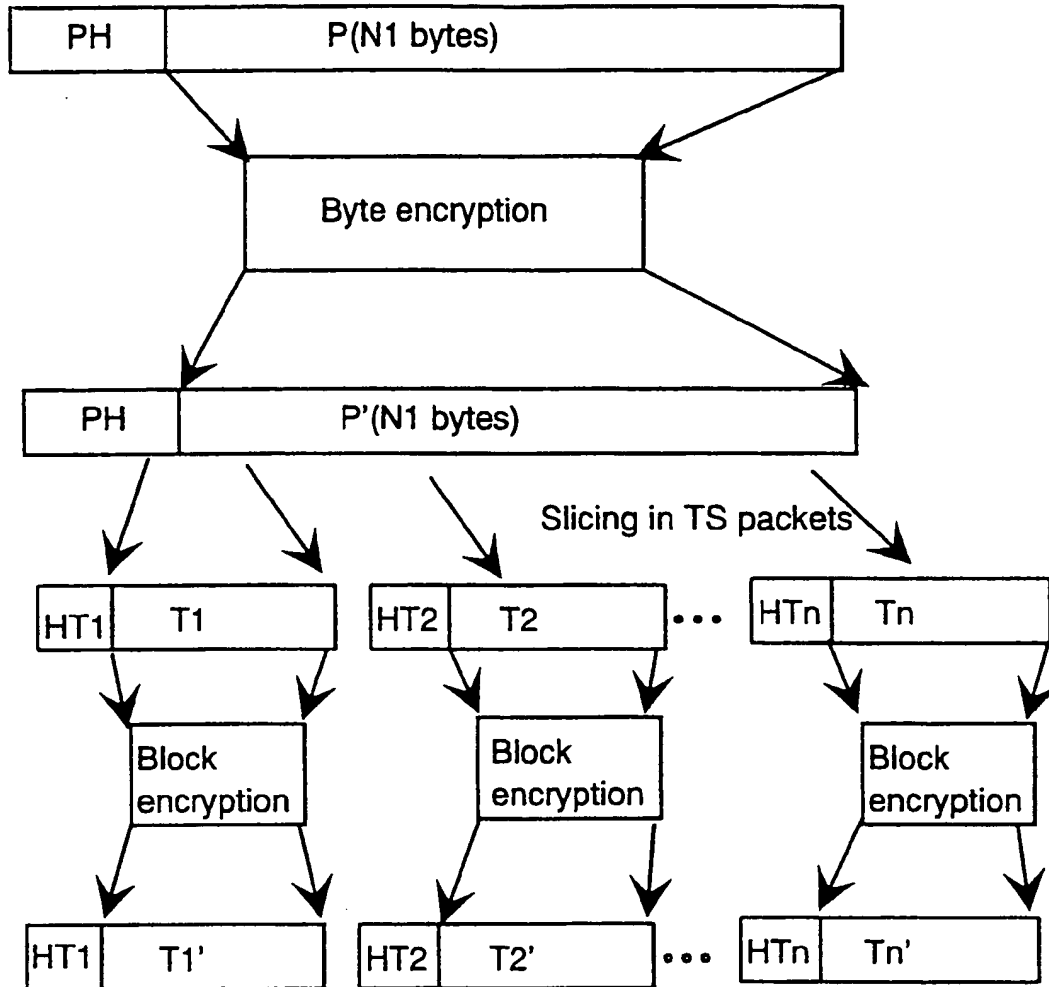 PH P(N1 bytes)
Byte encryption
PH P'(N1 bytes)
Slicing in TS packets
HT1 T1 HT2 T2 ••• HTn Tn
Block
encryption
Block
encryption
Block
encryption
HT1 T1' HT2 T2' ••• HTn Tn'